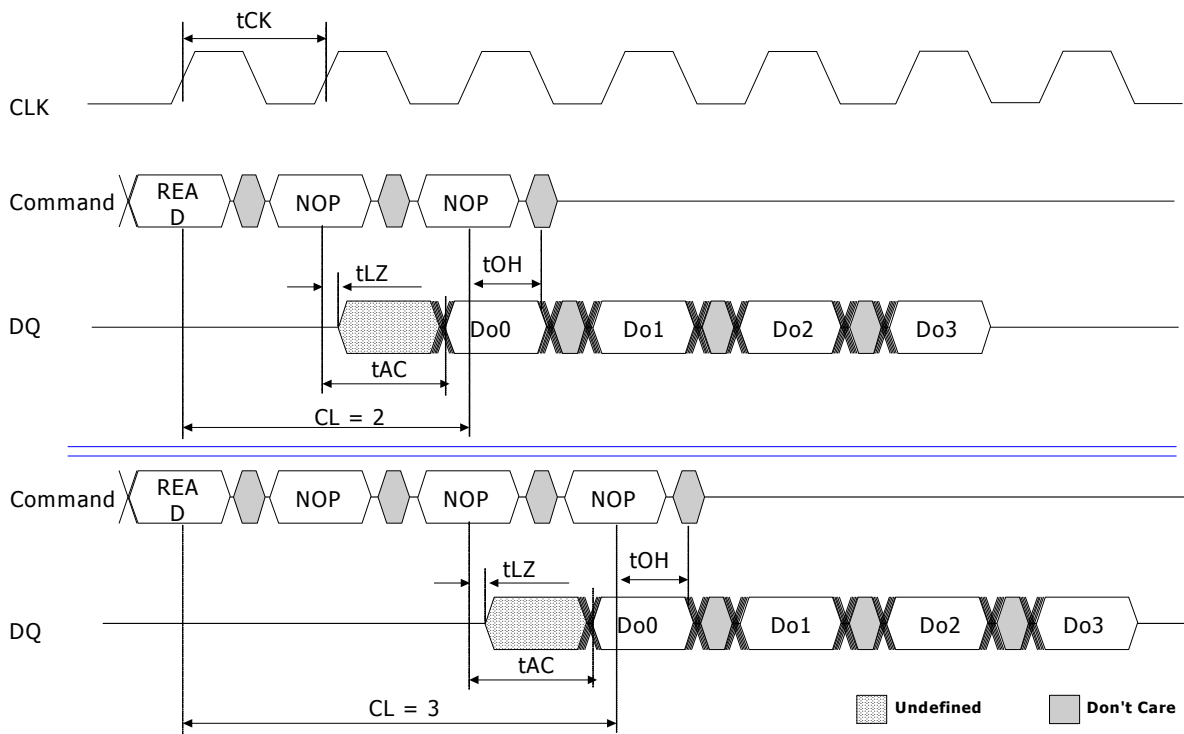 tCK
CLK
Command
REA
D
NOP
NOP
tOH
tLZ
DQ
Do0
Do1
Do2
Do3
tAC
CL = 2
Command
REA
D
NOP
NOP
NOP
tOH
tLZ
DQ
Do0
Do1
Do2
Do3
tAC
CL = 3
Undefined
Don't Care